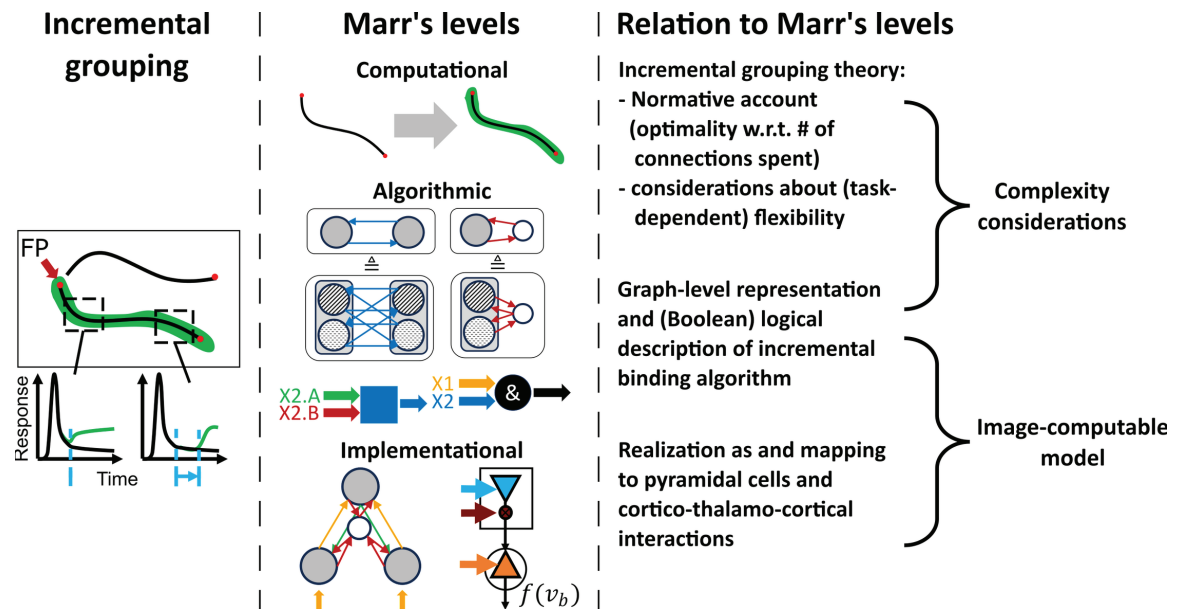 Incremental
grouping
FP
Response
Time
Marr's levels
Computational
Algorithmic
≜
≜
X2.A
X2.B
X1
X2
&
Implementational
f(v_b)
Relation to Marr's levels
Incremental grouping theory:
- Normative account
(optimality w.r.t. # of
connections spent)
- considerations about (task-
dependent) flexibility
Graph-level representation
and (Boolean) logical
description of incremental
binding algorithm
Realization as and mapping
to pyramidal cells and
cortico-thalamo-cortical
interactions
Complexity
considerations
Image-computable
model